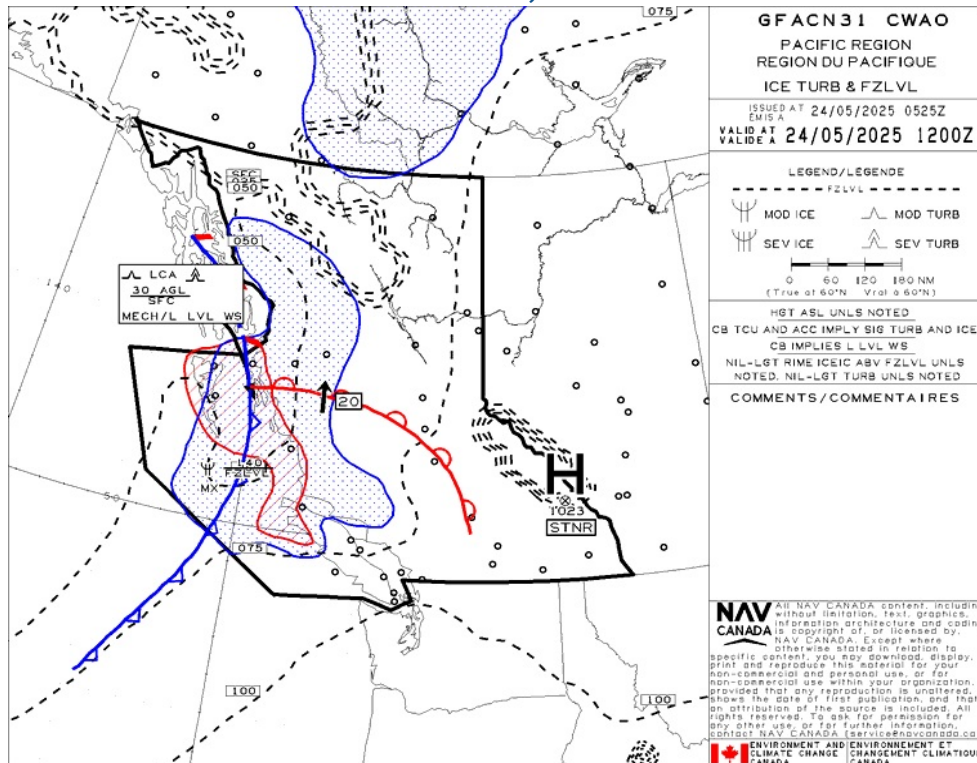 GFACN31 CWAO
PACIFIC REGION
REGION DU PACIFIQUE
ICE TURB & FZLVL
ISSUED AT
EMIS A
24/05/2025 0525Z
VALID AT
VALIDE A
24/05/2025 1200Z
LEGEND/LEGENDE
FZLVL
MOD ICE
MOD TURB
SEV ICE
SEV TURB
0 60 120 180 NM
(True at 60°N Vrai à 60°N)
HGT ASL UNLS NOTED
CB TCU AND ACC IMPLY SIG TURB AND ICE
CB IMPLIES L LVL WS
NIL-LGT RIME ICEIC ABV FZLVL UNLS
NOTED. NIL-LGT TURB UNLS NOTED
COMMENTS/COMMENTAIRES
NAV
CANADA
All NAV CANADA content, including
without limitation, text, graphics,
information architecture and coding
is copyright of, or licensed by,
NAV CANADA. Except where
otherwise stated in relation to
specific content, you may download, display,
print and reproduce this material for your
non-commercial and personal use, or for
non-commercial use within your organization,
provided that any reproduction is unaltered,
shows the date of first publication, and that
an attribution of the source is included. All
rights reserved. To ask for permission for
any other use, or for further information,
contact NAV CANADA (service@navcanada.ca
ENVIRONMENT AND
CLIMATE CHANGE
CANADA
ENVIRONNEMENT ET
CHANGEMENT CLIMATIQUE
CANADA
075
SFC
050
050
140
LCA
30 AGL
SFC
MECH/L LVL WS
20
140
FZLVL
MX
50
075
H
1023
STNR
100
100